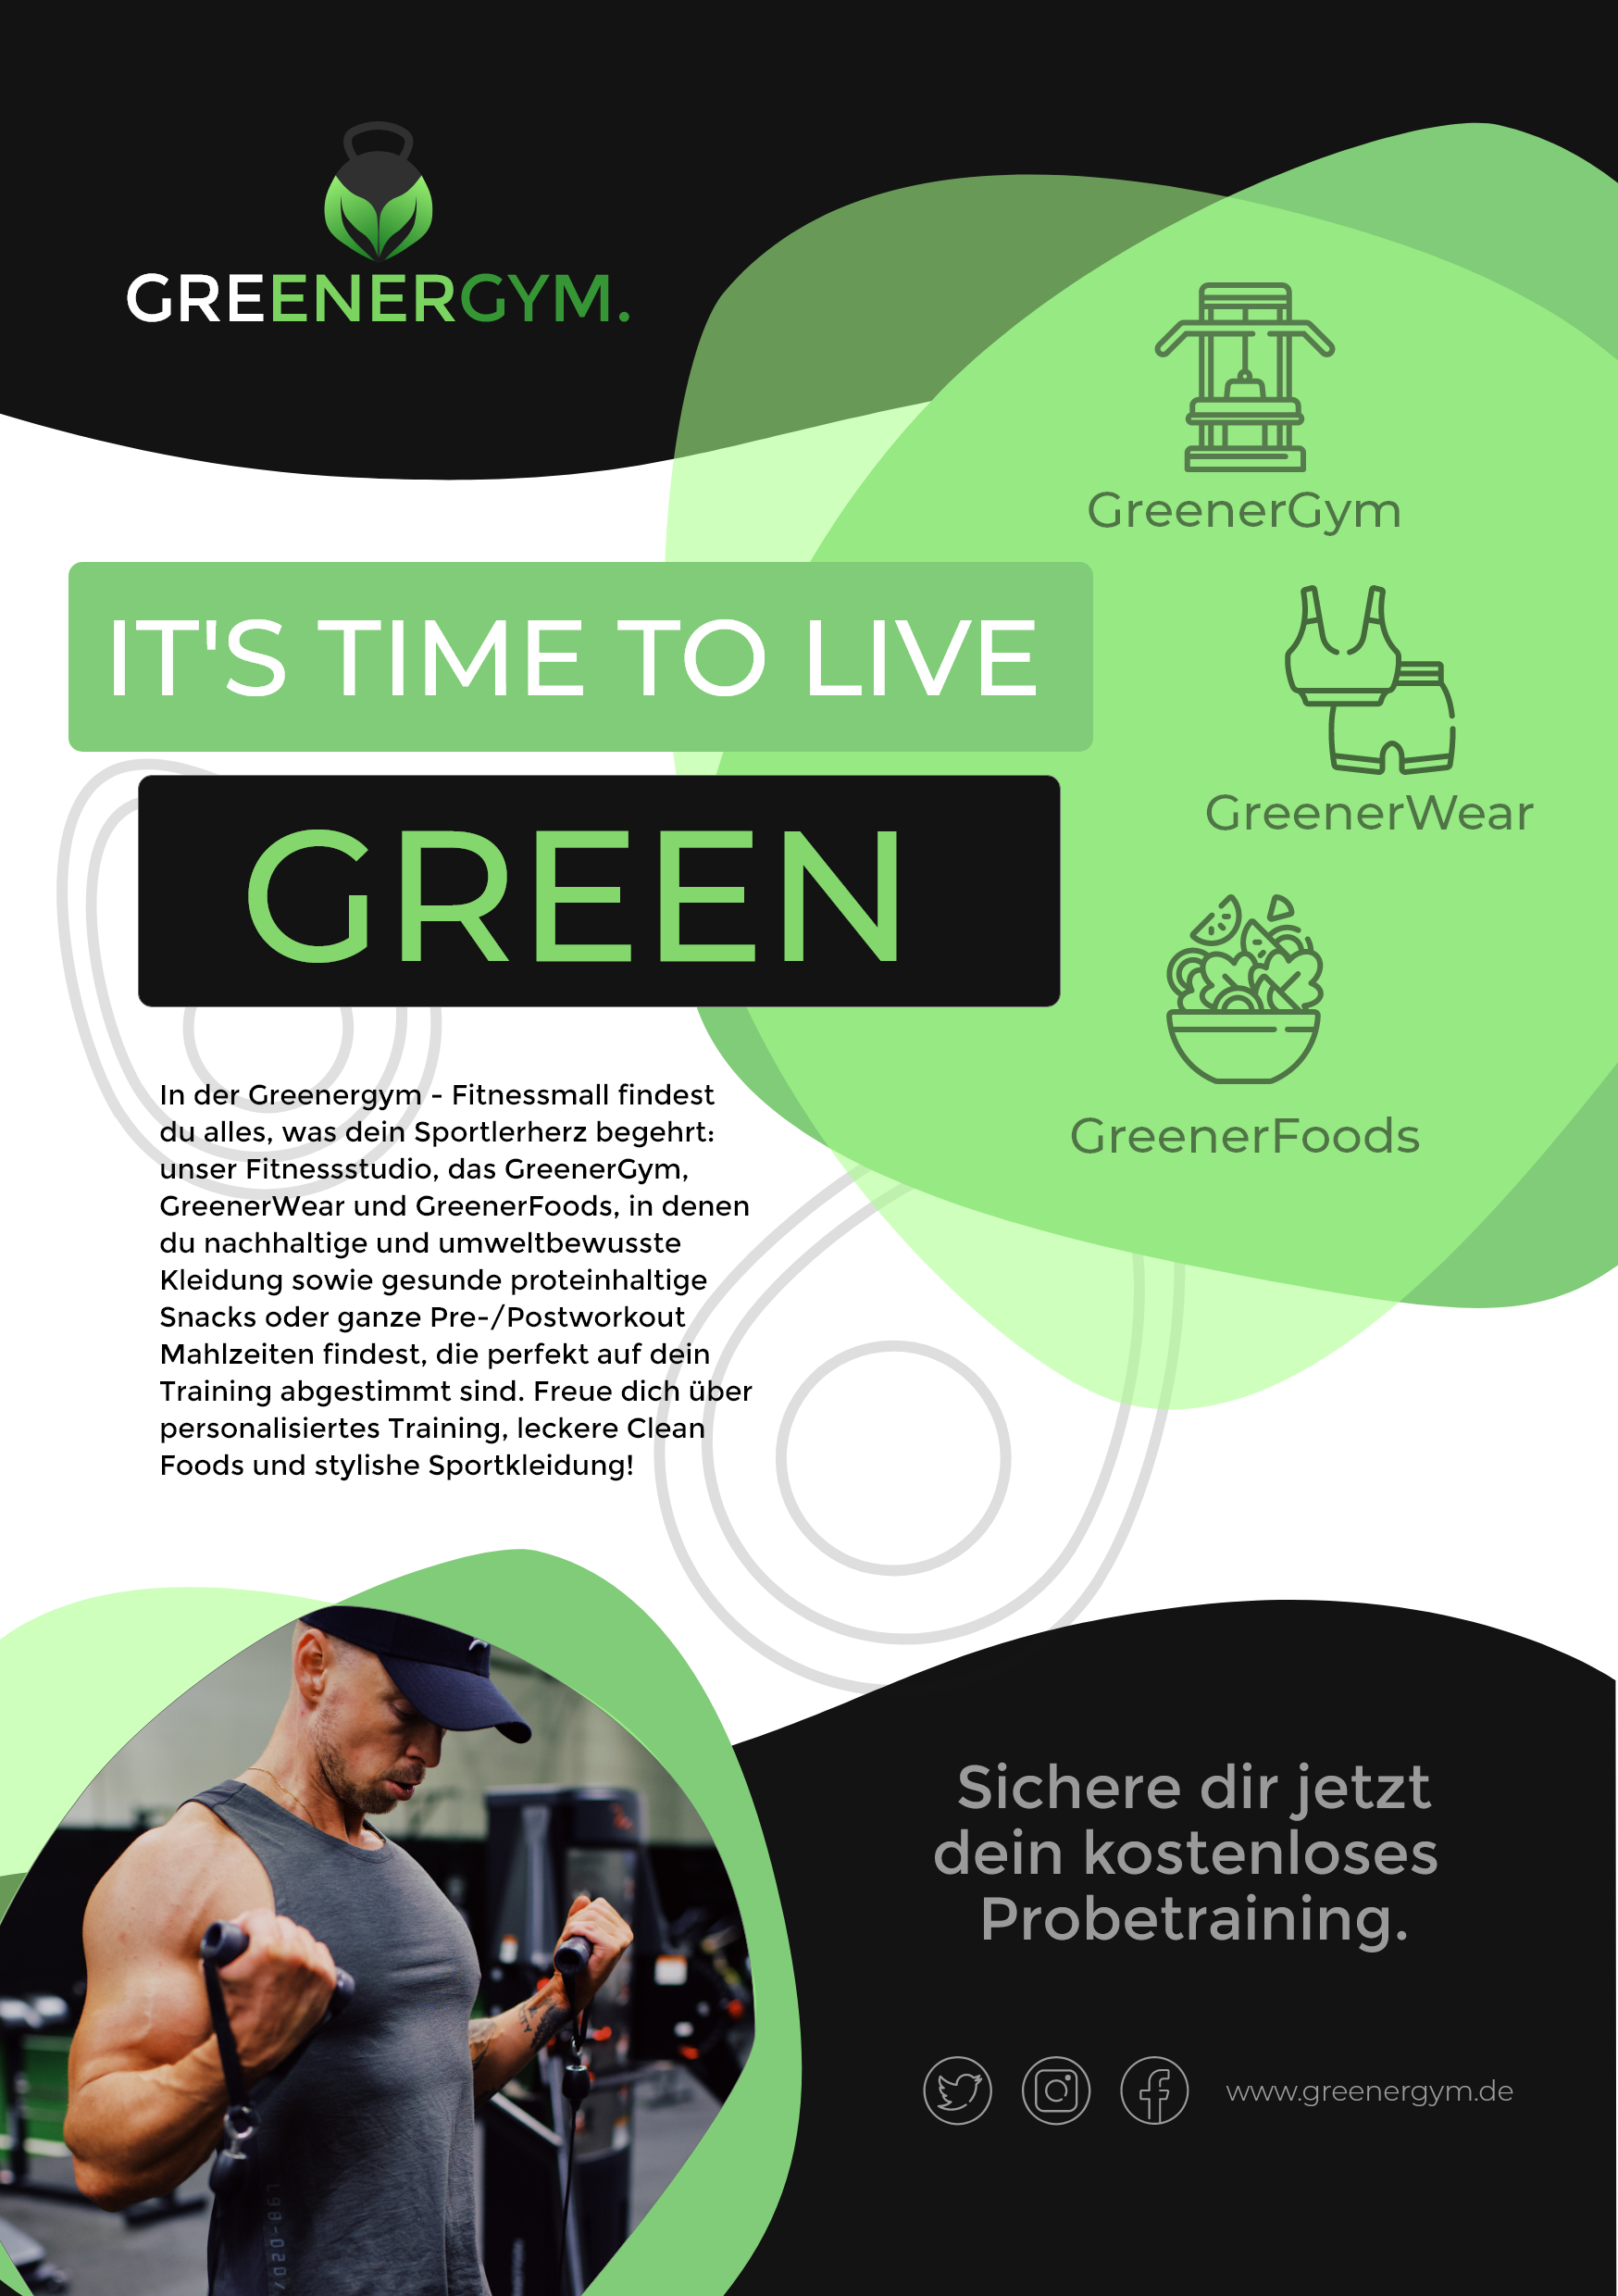 GREENERGYM.
GreenerGym
IT'S TIME TO LIVE
GreenerWear
GREEN
GreenerFoods
In der Greenergym - Fitnessmall findest
du alles, was dein Sportlerherz begehrt:
unser Fitnessstudio, das GreenerGym,
GreenerWear und GreenerFoods, in denen
du nachhaltige und umweltbewusste
Kleidung sowie gesunde proteinhaltige
Snacks oder ganze Pre-/Postworkout
Mahlzeiten findest, die perfekt auf dein
Training abgestimmt sind. Freue dich über
personalisiertes Training, leckere Clean
Foods und stylishe Sportkleidung!
Sichere dir jetzt
dein kostenloses
Probetraining.
www.greenergym.de